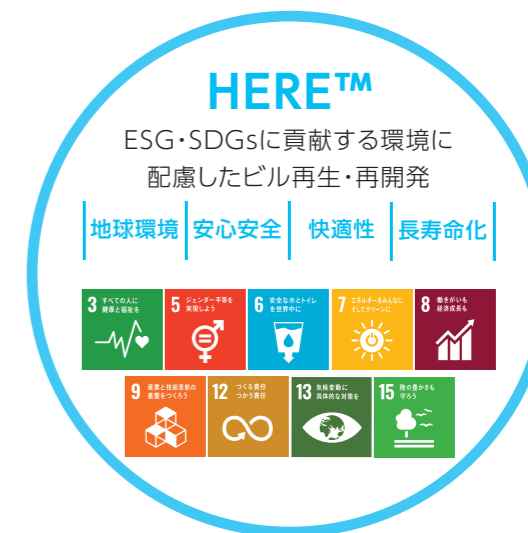 HERE™
ESG・SDGsに貢献する環境に
配慮したビル再生・再開発
地球環境 安心安全 快適性 長寿命化
3 すべての人に
健康と福祉を
5 ジェンダー平等を
実現しよう
6 安全な水とトイレ
を世界中に
7 エネルギーをみんなに
そしてクリーンに
8 働きがいも
経済成長も
9 産業と技術革新の
基盤をつくろう
12 つくる責任
つかう責任
13 気候変動に
具体的な対策を
15 陸の豊かさも
守ろう